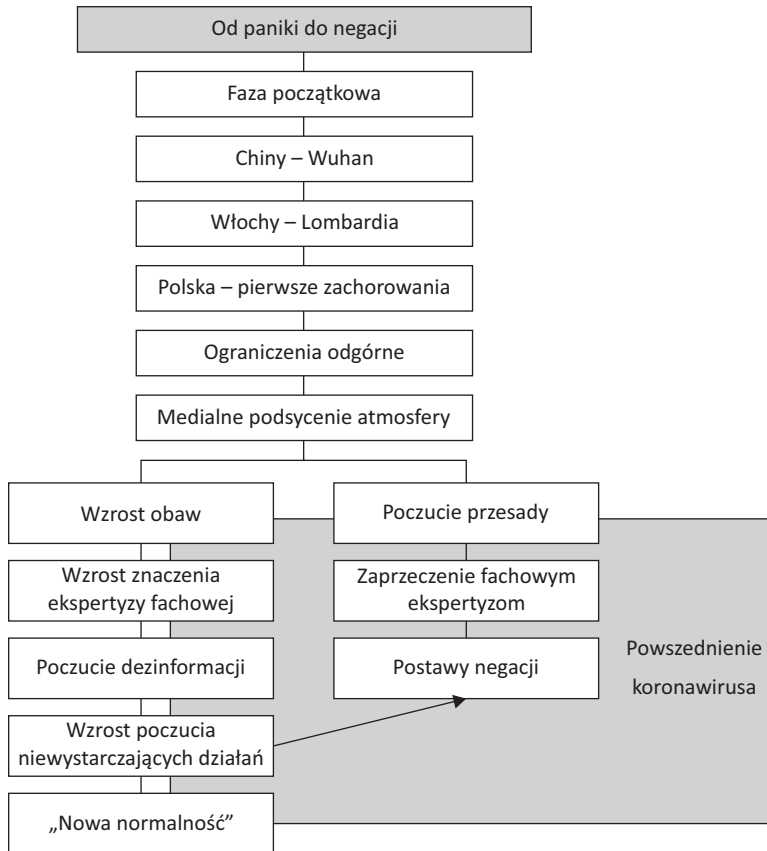 Od paniki do negacji
Faza początkowa
Chiny – Wuhan
Włochy – Lombardia
Polska – pierwsze zachorowania
Ograniczenia odgórne
Medialne podsycenie atmosfery
Wzrost obaw
Wzrost znaczenia
ekspertyzy fachowej
Poczucie dezinformacji
Wzrost poczucia
niewystarczających działań
„Nowa normalność”
Poczucie przesady
Zaprzeczenie fachowym
ekspertyzom
Postawy negacji
Powszednienie
koronawirusa